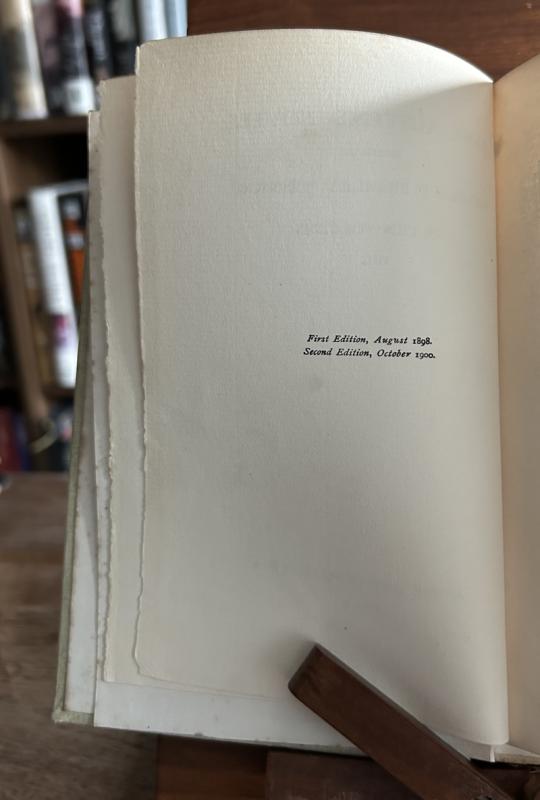 First Edition, August 1898.
Second Edition, October 1900.